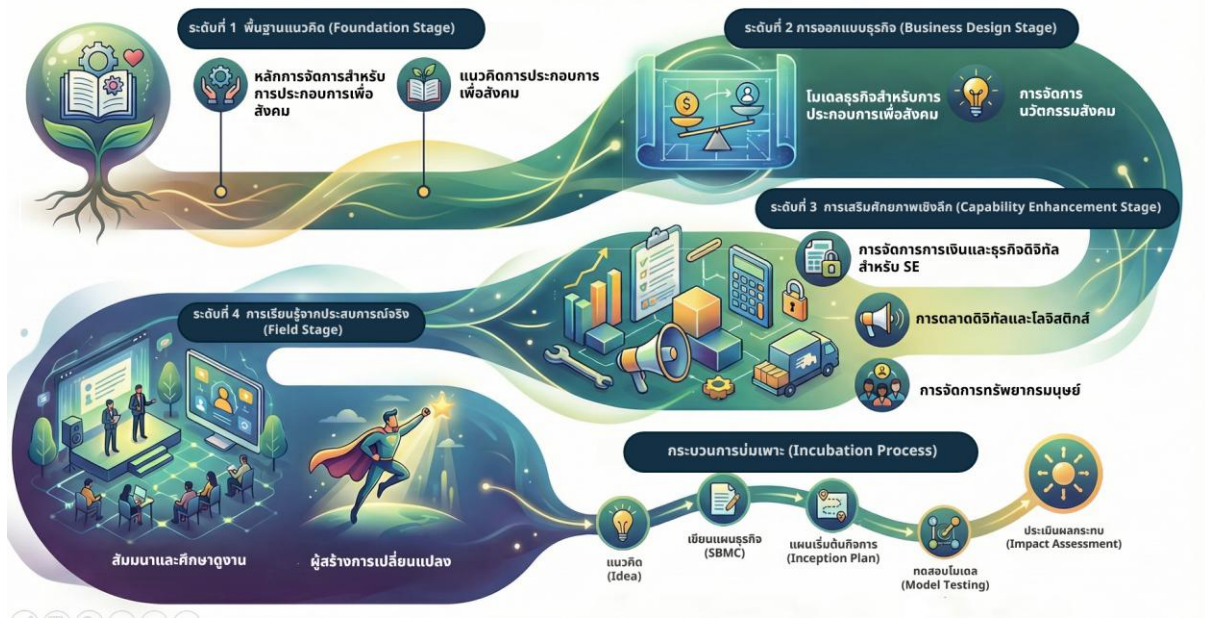 ระดับที่ 1 พื้นฐานแนวคิด (Foundation Stage)
หลักการจัดการสำหรับ
การประกอบการเพื่อ
สังคม
แนวคิดการประกอบการ
เพื่อสังคม
ระดับที่ 2 การออกแบบธุรกิจ (Business Design Stage)
$
โมเดลธุรกิจสำหรับการ
ประกอบการเพื่อสังคม
การจัดการ
นวัตกรรมสังคม
ระดับที่ 3 การเสริมศักยภาพเชิงลึก (Capability Enhancement Stage)
การจัดการการเงินและธุรกิจดิจิทัล
สำหรับ SE
การตลาดดิจิทัลและโลจิสติกส์
การจัดการทรัพยากรมนุษย์
ระดับที่ 4 การเรียนรู้จากประสบการณ์จริง
(Field Stage)
สัมมนาและศึกษาดูงาน
ผู้สร้างการเปลี่ยนแปลง
กระบวนการบ่มเพาะ (Incubation Process)
แนวคิด
(Idea)
เขียนแผนธุรกิจ
(SBMC)
แผนเริ่มต้นกิจการ
(Inception Plan)
ทดสอบโมเดล
(Model Testing)
ประเมินผลกระทบ
(Impact Assessment)